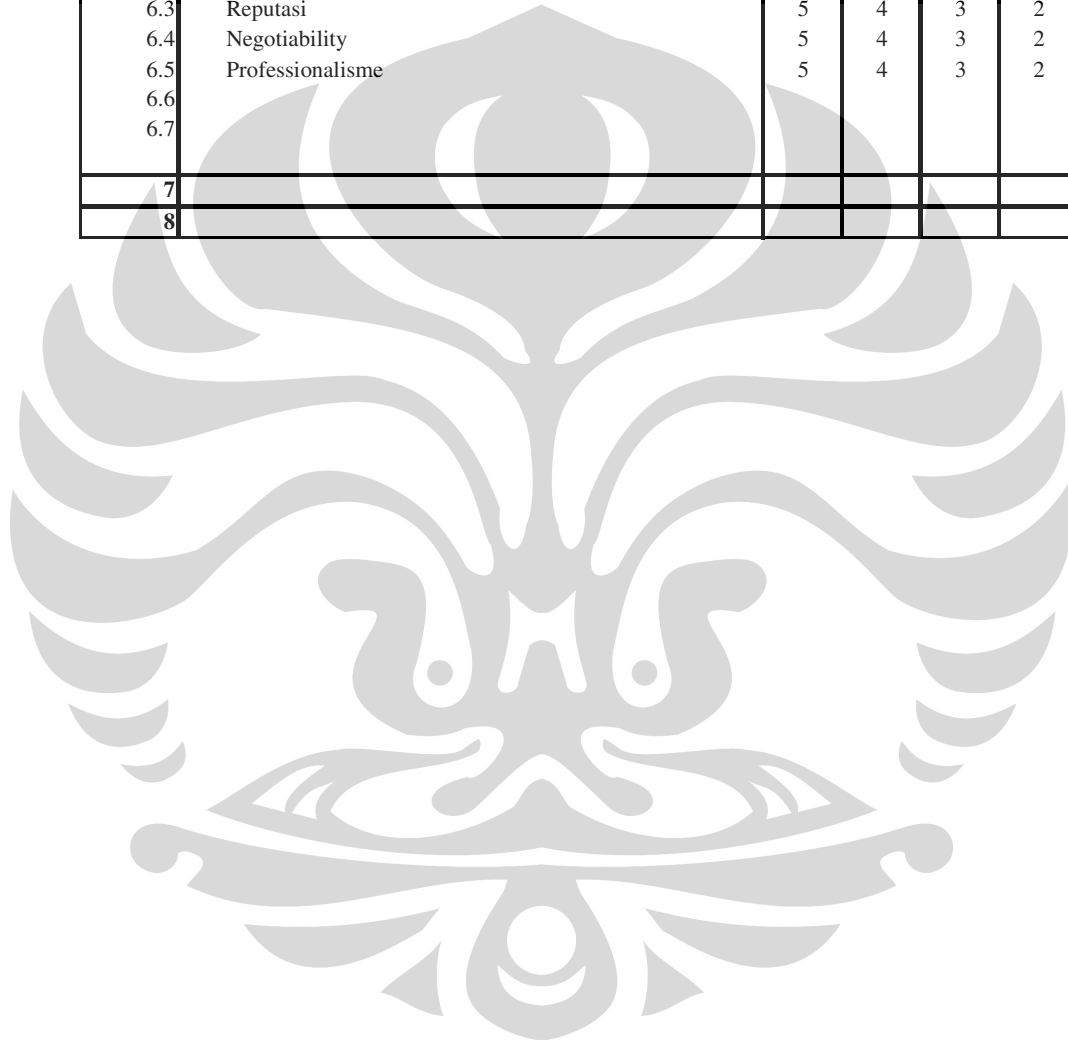 6.3 Reputasi 5 4 3 2
6.4 Negotiability 5 4 3 2
6.5 Professionalisme 5 4 3 2
6.6
6.7
7
8